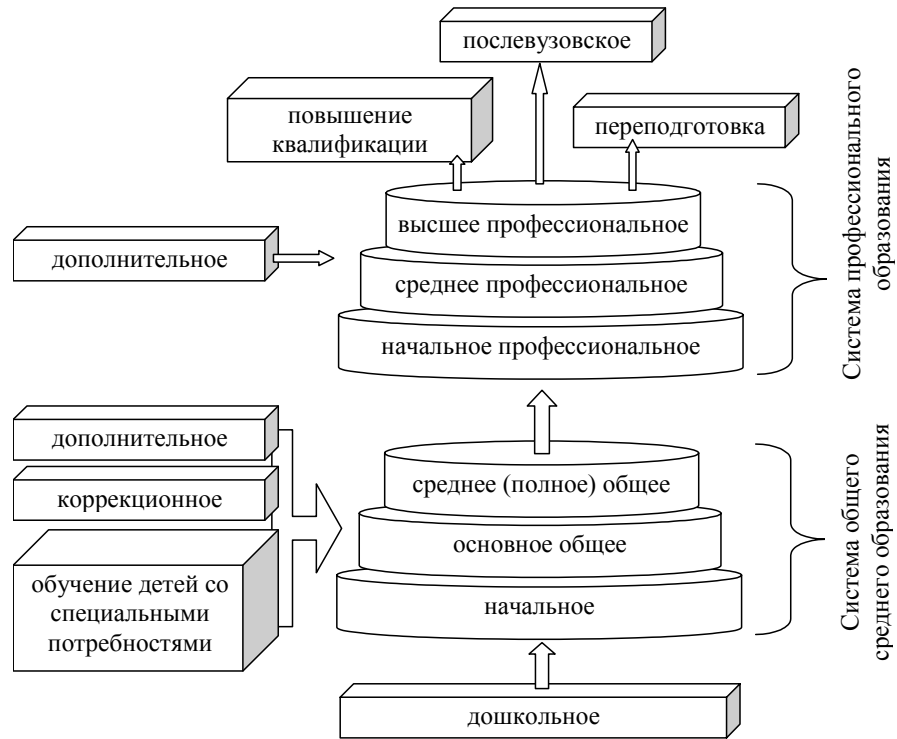 послевузовское
повышение
квалификации
переподготовка
высшее профессиональное
дополнительное
среднее профессиональное
начальное профессиональное
Система профессионального
образования
дополнительное
коррекционное
обучение детей со
специальными
потребностями
среднее (полное) общее
основное общее
начальное
Система общего
среднего образования
дошкольное